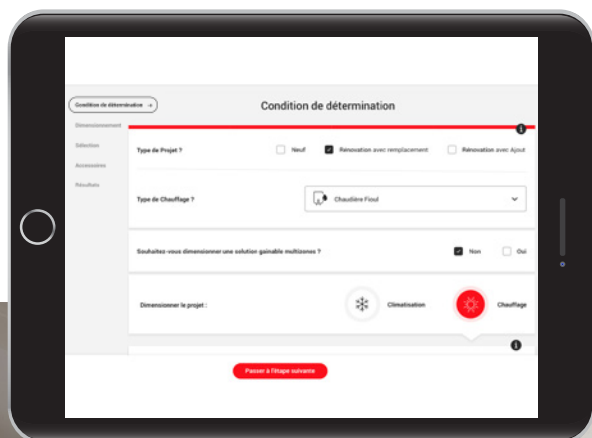 Condition de détermination →
Condition de détermination
Dimensionnement
Sélection
Accessoires
Résultats
Type de Projet ?
Neuf
Rénovation avec remplacement
Rénovation avec Ajout
Type de Chauffage ?
Chaudière Fioul
Souhaitez-vous dimensionner une solution gainable multizones ?
Non
Oui
Dimensionner le projet :
Climatisation
Chauffage
Passer à l'étape suivante